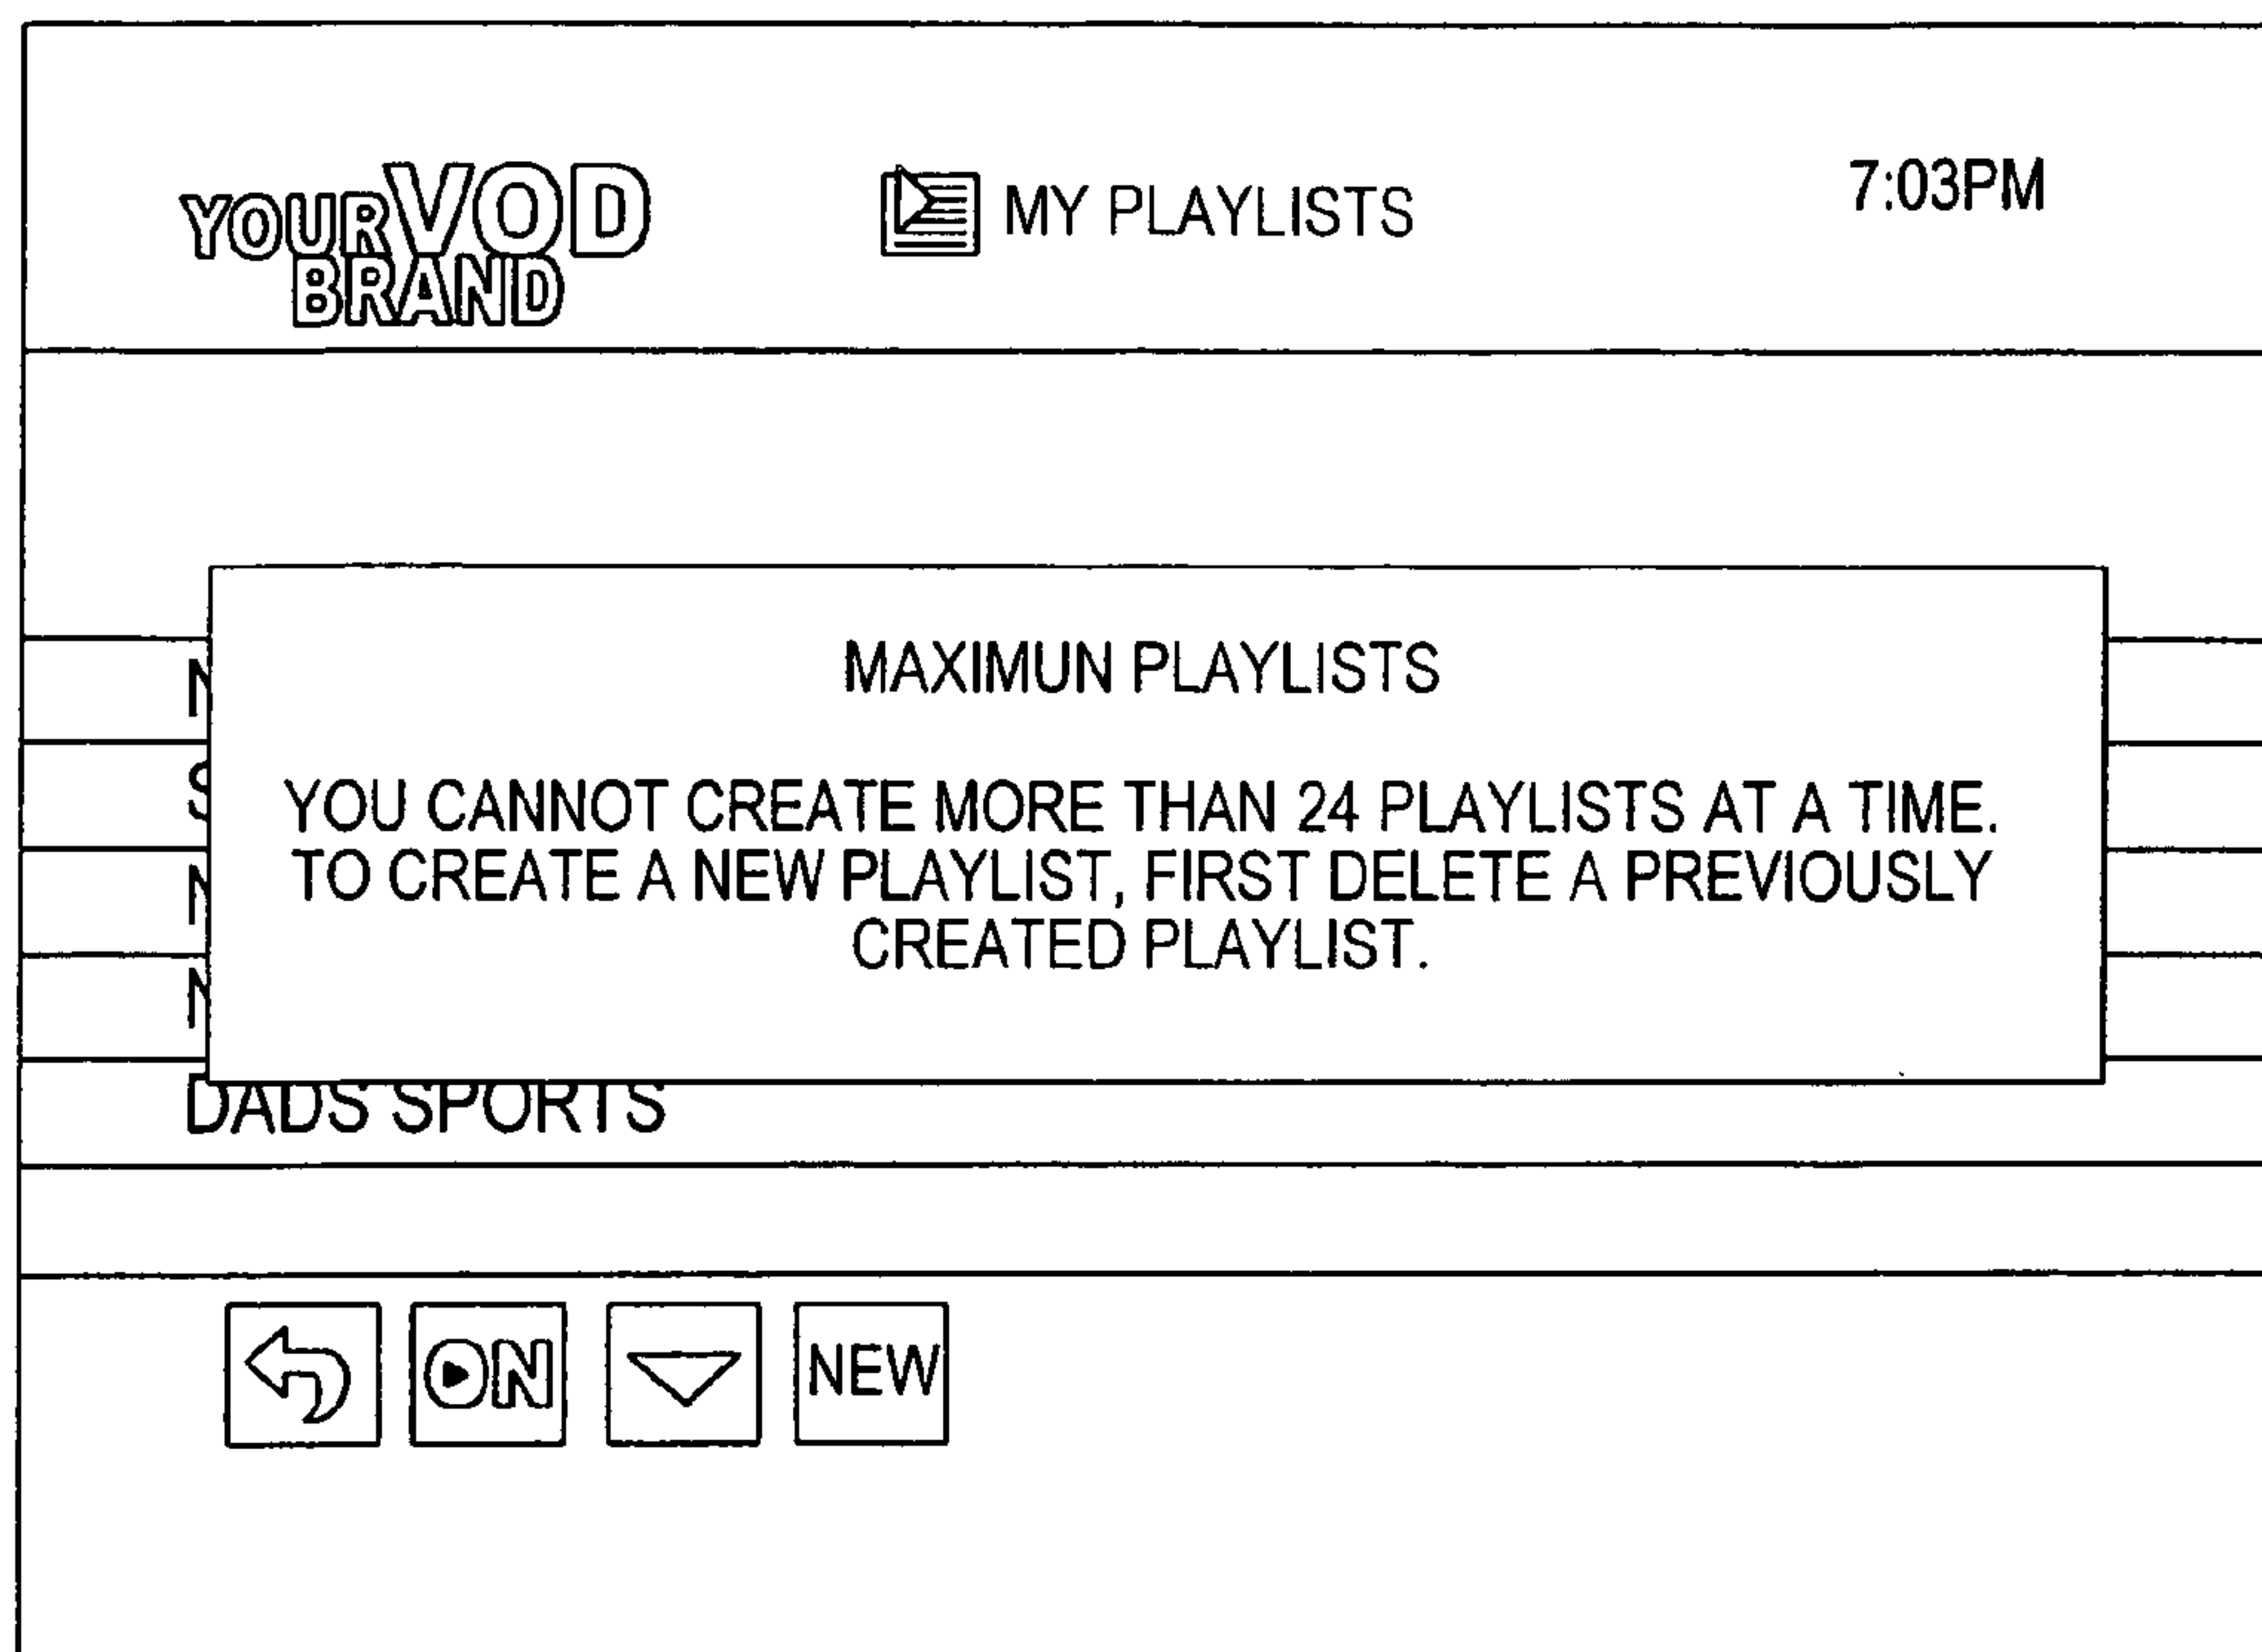 YOUR VOD
BRAND
MY PLAYLISTS
7:03PM
MAXIMUN PLAYLISTS
YOU CANNOT CREATE MORE THAN 24 PLAYLISTS AT A TIME.
TO CREATE A NEW PLAYLIST, FIRST DELETE A PREVIOUSLY
CREATED PLAYLIST.
DADS SPORTS
ON
NEW